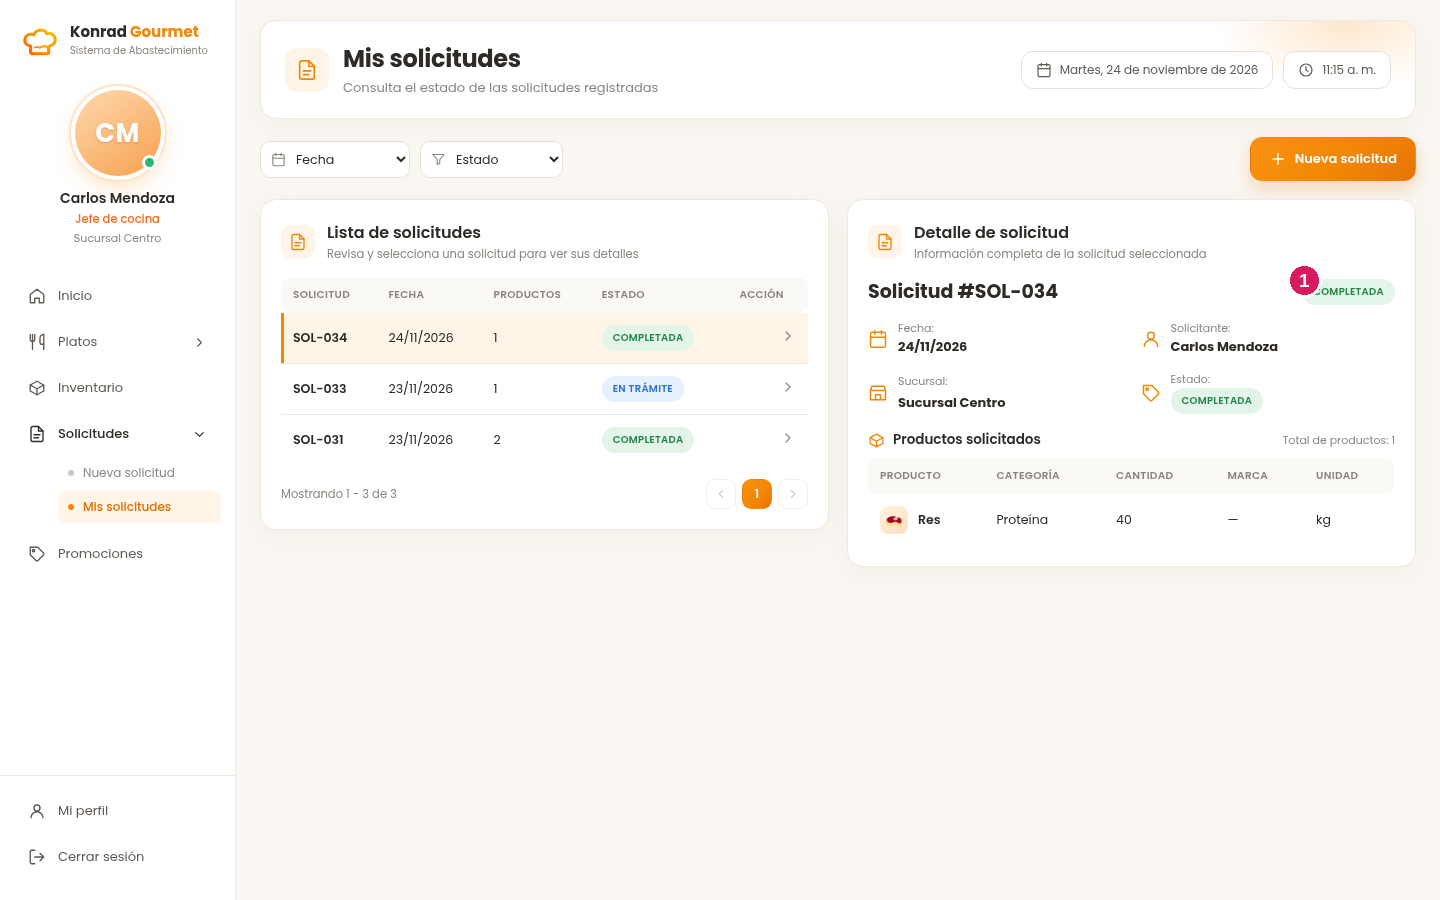 Konrad Gourmet
Sistema de Abastecimiento
CM
Carlos Mendoza
Jefe de cocina
Sucursal Centro
Inicio
Platos
Inventario
Solicitudes
Nueva solicitud
Mis solicitudes
Promociones
Mi perfil
Cerrar sesión
Mis solicitudes
Consulta el estado de las solicitudes registradas
Martes, 24 de noviembre de 2026
11:15 a. m.
Fecha
Estado
Nueva solicitud
Lista de solicitudes
Revisa y selecciona una solicitud para ver sus detalles
SOLICITUD FECHA PRODUCTOS ESTADO ACCIÓN
SOL-034 24/11/2026 1 COMPLETADA
SOL-033 23/11/2026 1 EN TRÁMITE
SOL-031 23/11/2026 2 COMPLETADA
Mostrando 1 - 3 de 3
1
Detalle de solicitud
Información completa de la solicitud seleccionada
Solicitud #SOL-034
1
COMPLETADA
Fecha:
24/11/2026
Solicitante:
Carlos Mendoza
Sucursal:
Sucursal Centro
Estado:
COMPLETADA
Productos solicitados
Total de productos: 1
PRODUCTO CATEGORÍA CANTIDAD MARCA UNIDAD
Res Proteína 40 — kg